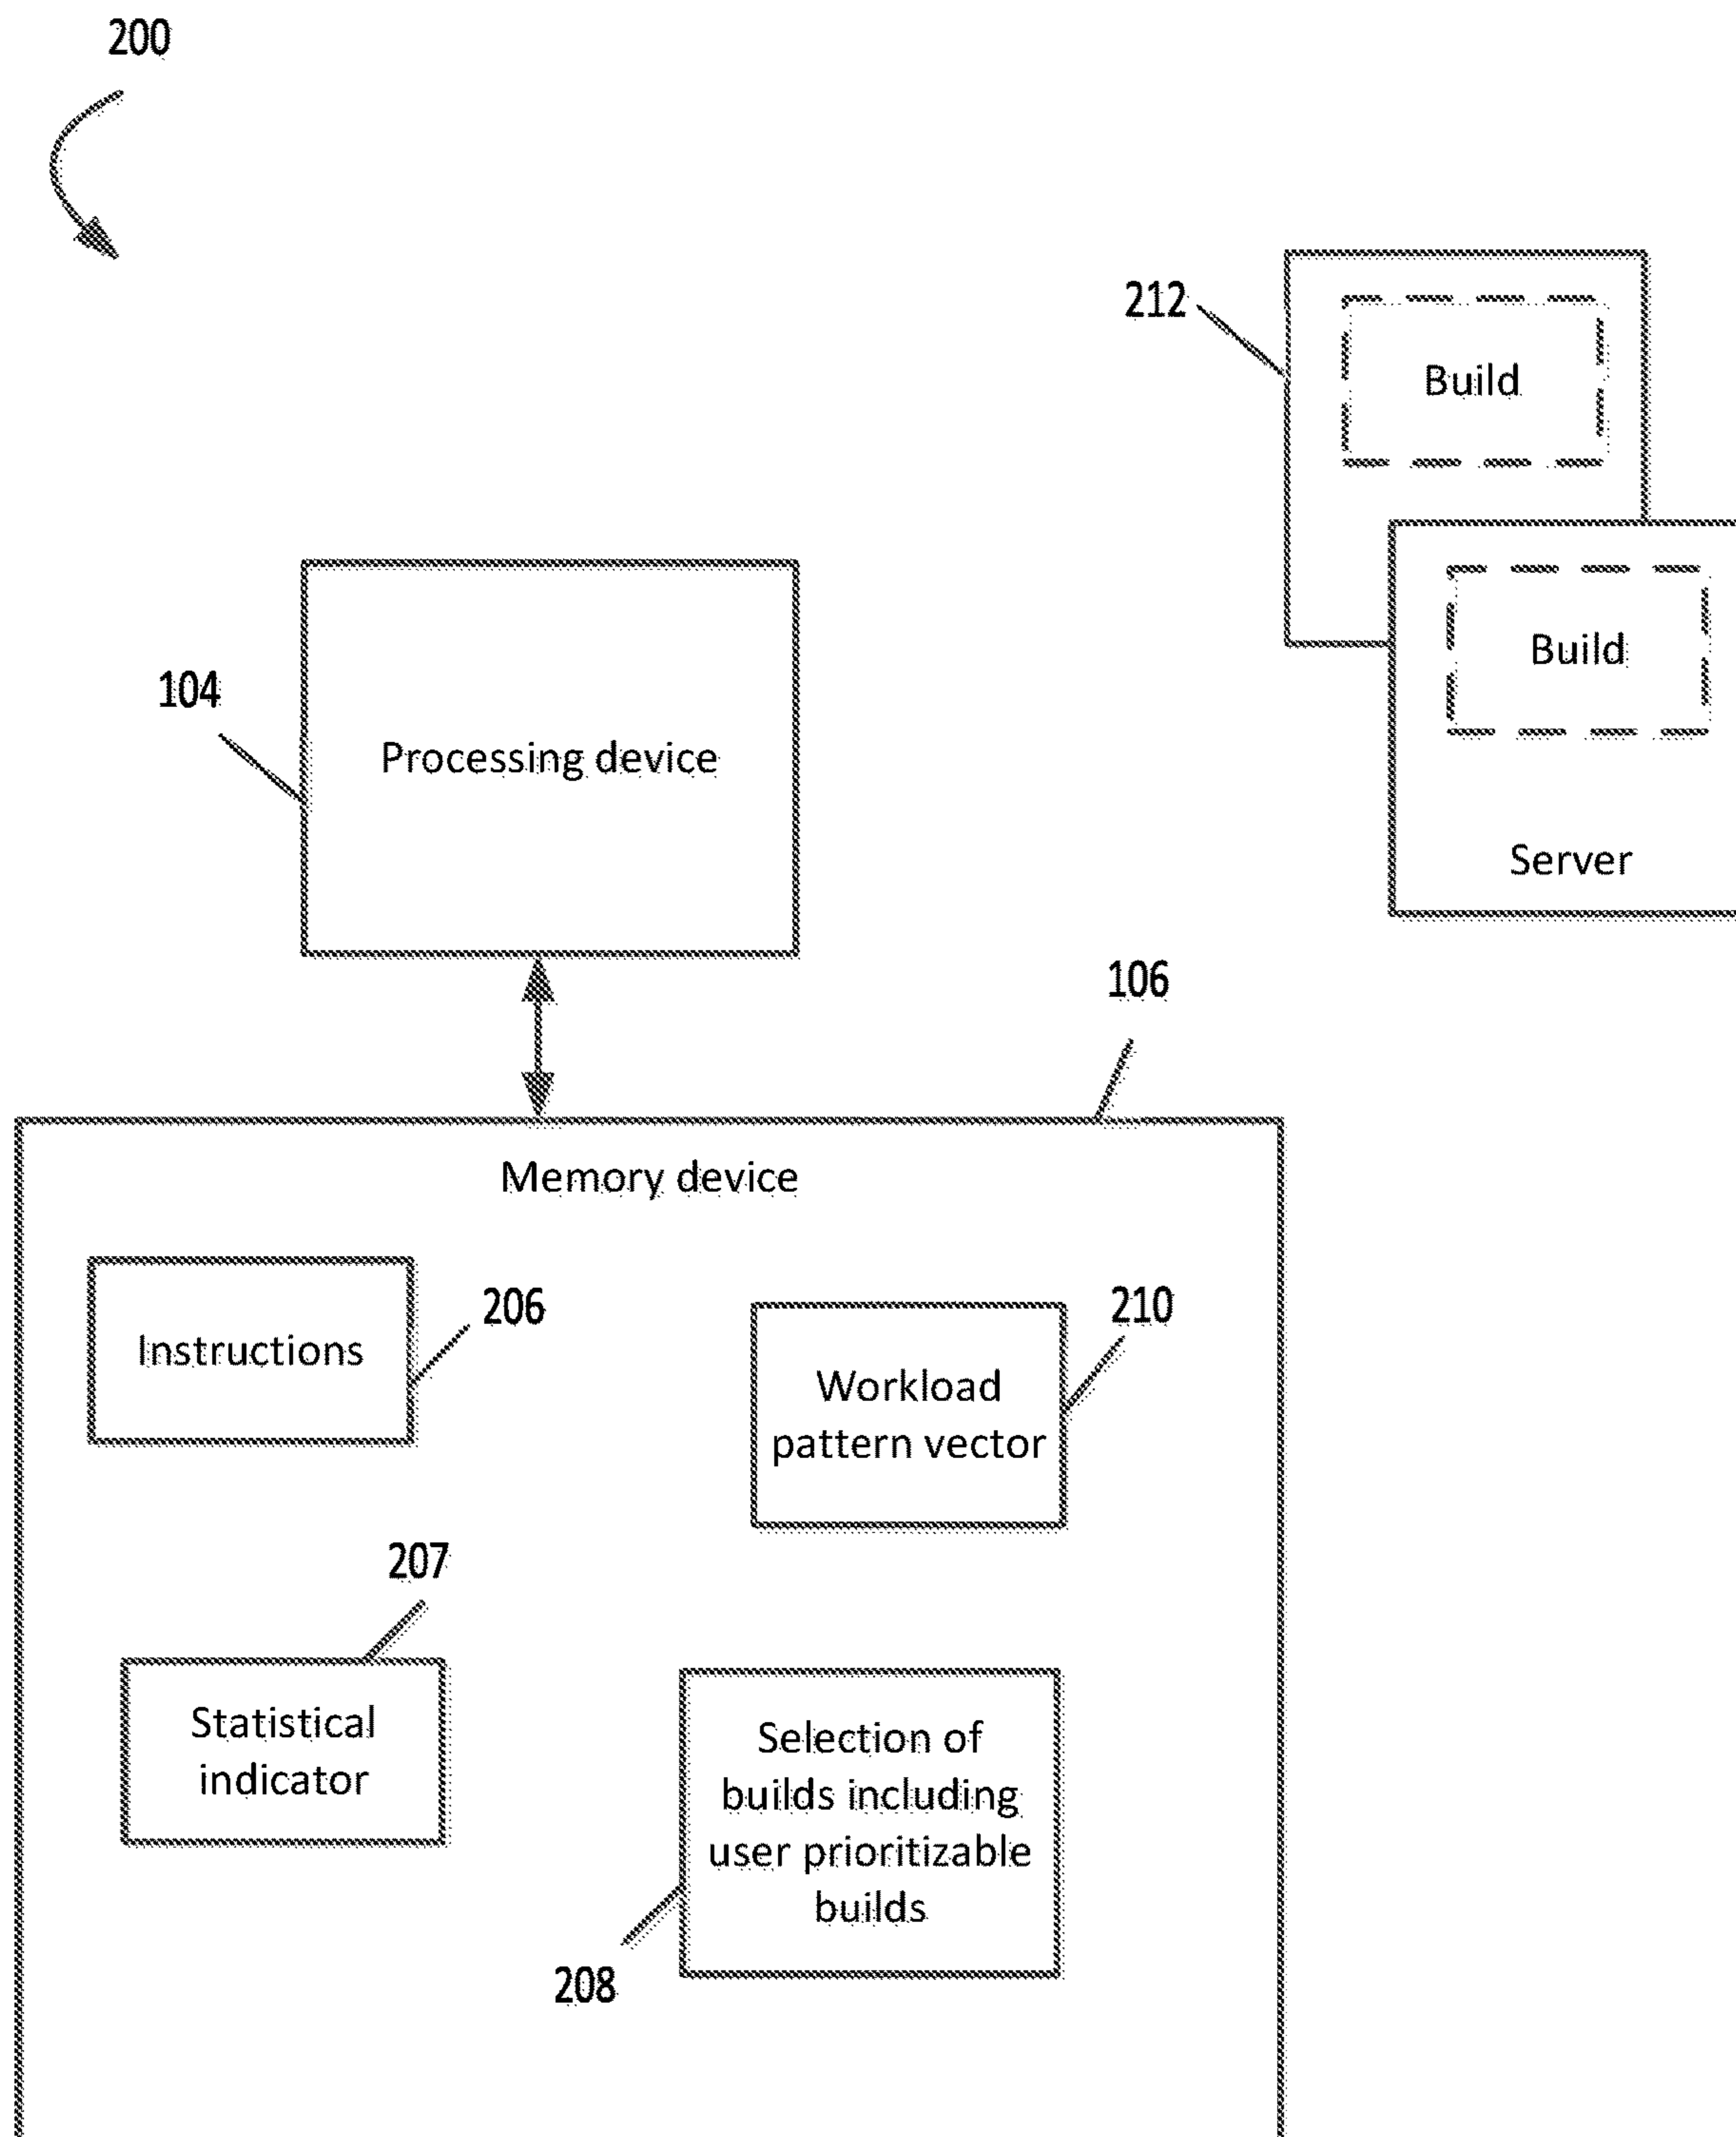 200
212
Build
Build
Server
104
Processing device
106
Memory device
Instructions
206
210
Workload
pattern vector
207
Statistical
indicator
Selection of
builds including
user prioritizable
builds
208